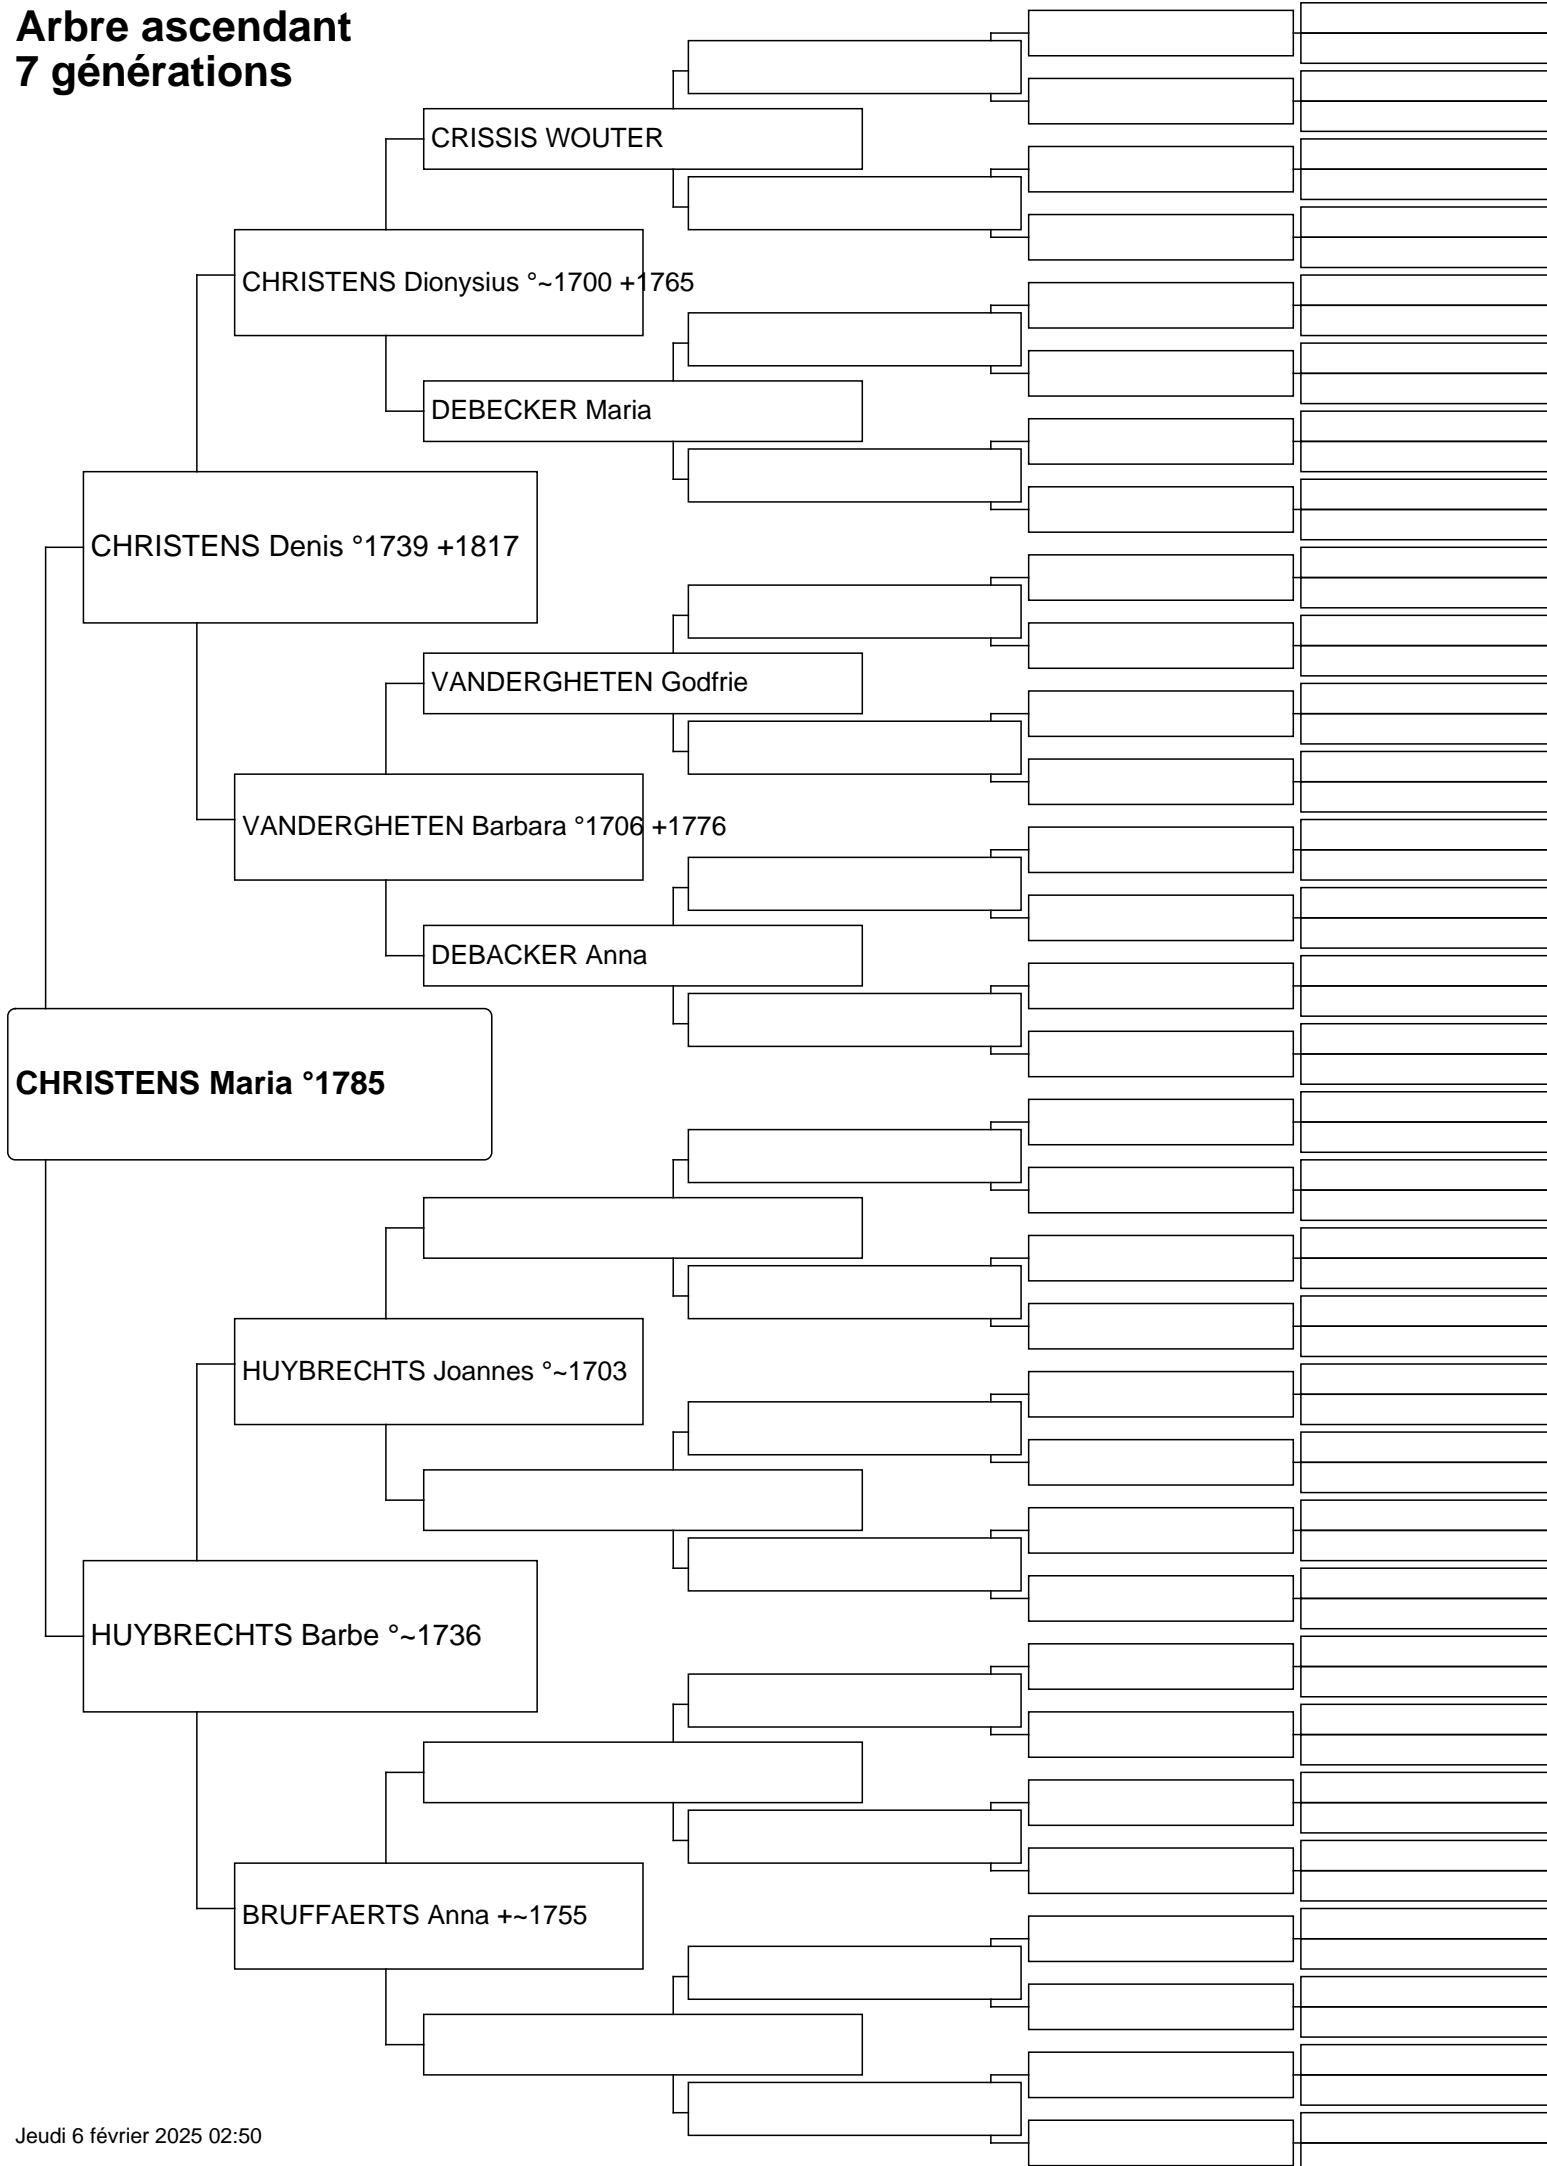 Arbre ascendant
7 générations
CRISSIS WOUTER
CHRISTENS Dionysius °~1700 +1765
DEBECKER Maria
CHRISTENS Denis °1739 +1817
VANDERGHETEN Godfrie
VANDERGHETEN Barbara °1706 +1776
DEBACKER Anna
CHRISTENS Maria °1785
HUYBRECHTS Joannes °~1703
HUYBRECHTS Barbe °~1736
BRUFFAERTS Anna +~1755
Jeudi 6 février 2025 02:50